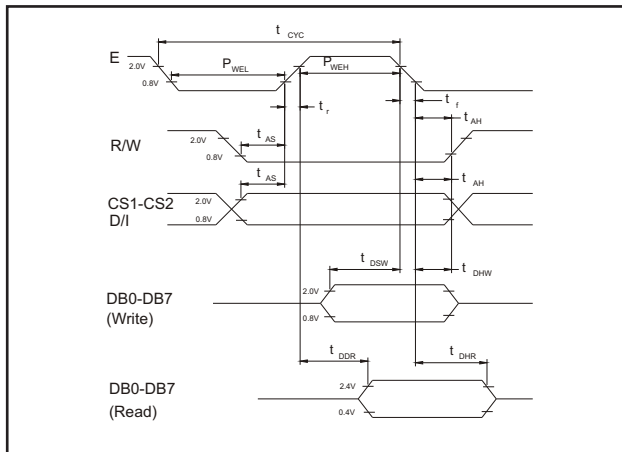 t CYC
E
2.0V
0.8V
P WEL
P WEH
t r
t f
R/W
2.0V
0.8V
t AS
t AH
t AS
t AH
CS1-CS2
D/I
2.0V
0.8V
t DSW
t DHW
DB0-DB7
(Write)
2.0V
0.8V
t DDR
t DHR
DB0-DB7
(Read)
2.4V
0.4V